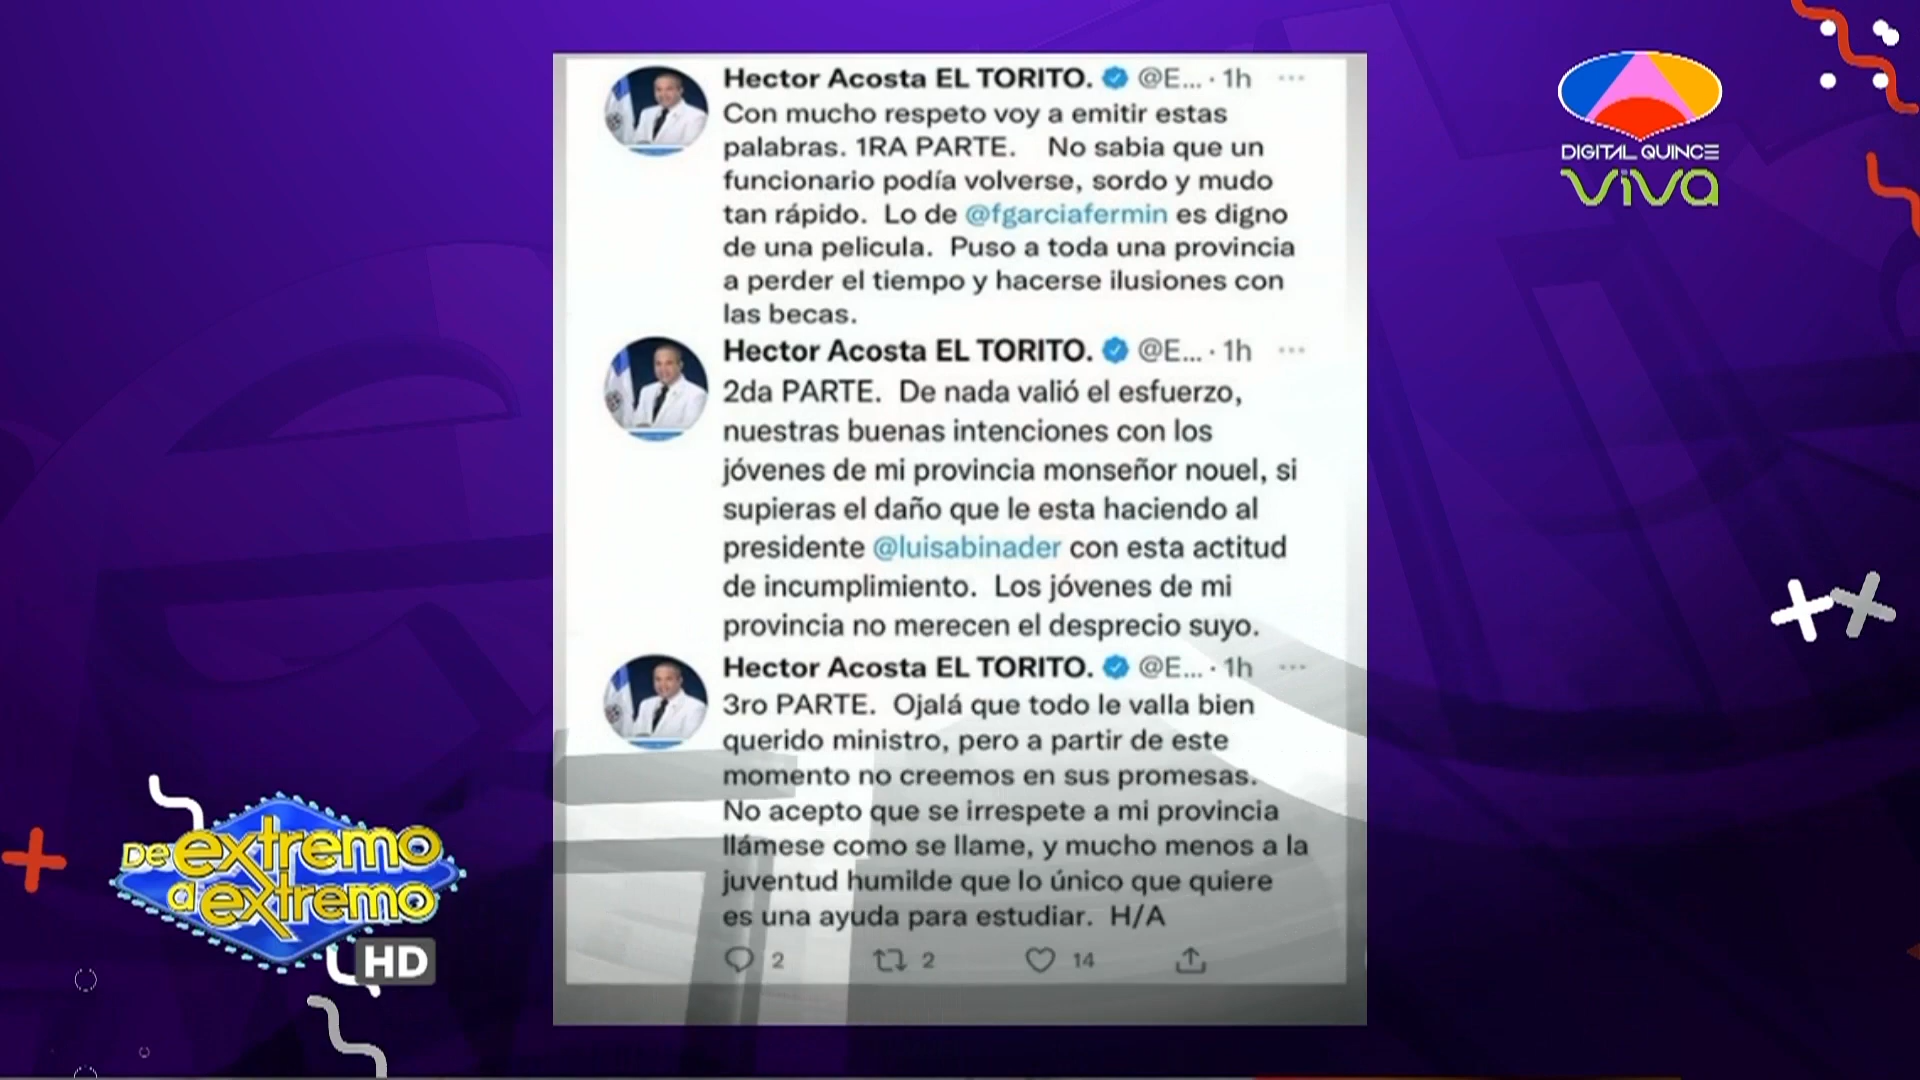 Hector Acosta EL TORITO. @E... · 1h ···
Con mucho respeto voy a emitir estas
palabras. 1RA PARTE. No sabia que un
funcionario podía volverse, sordo y mudo
tan rápido. Lo de @fgarciafermin es digno
de una pelicula. Puso a toda una provincia
a perder el tiempo y hacerse ilusiones con
las becas.
Hector Acosta EL TORITO. @E... · 1h ···
2da PARTE. De nada valió el esfuerzo,
nuestras buenas intenciones con los
jóvenes de mi provincia monseñor nouel, si
supieras el daño que le esta haciendo al
presidente @luisabinader con esta actitud
de incumplimiento. Los jóvenes de mi
provincia no merecen el desprecio suyo.
Hector Acosta EL TORITO. @E... · 1h ···
3ro PARTE. Ojalá que todo le valla bien
querido ministro, pero a partir de este
momento no creemos en sus promesas.
No acepto que se irrespete a mi provincia
llámese como se llame, y mucho menos a la
juventud humilde que lo único que quiere
es una ayuda para estudiar. H/A
2 2 14
DIGITAL QUINCE
ViVa
De extremo
a extremo
HD